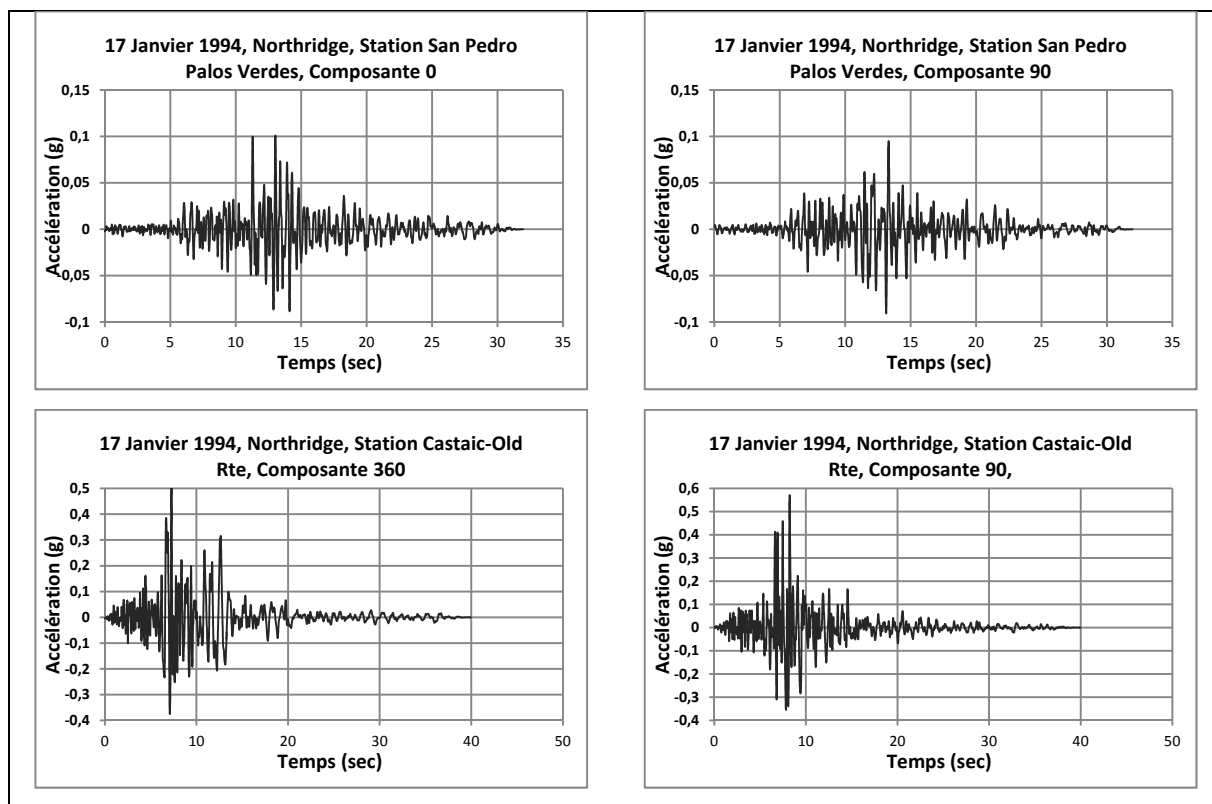 17 Janvier 1994, Northridge, Station San Pedro
Palos Verdes, Composante 0
0,15
0,1
0,05
0
-0,05
-0,1
Accélération (g)
0 5 10 15 20 25 30 35
Temps (sec)
17 Janvier 1994, Northridge, Station San Pedro
Palos Verdes, Composante 90
0,15
0,1
0,05
0
-0,05
-0,1
Accélération (g)
0 5 10 15 20 25 30 35
Temps (sec)
17 Janvier 1994, Northridge, Station Castaic-Old
Rte, Composante 360
0,5
0,4
0,3
0,2
0,1
0
-0,1
-0,2
-0,3
-0,4
Accélération (g)
0 10 20 30 40 50
Temps (sec)
17 Janvier 1994, Northridge, Station Castaic-Old
Rte, Composante 90,
0,6
0,5
0,4
0,3
0,2
0,1
0
-0,1
-0,2
-0,3
-0,4
Accélération (g)
0 10 20 30 40 50
Temps (sec)